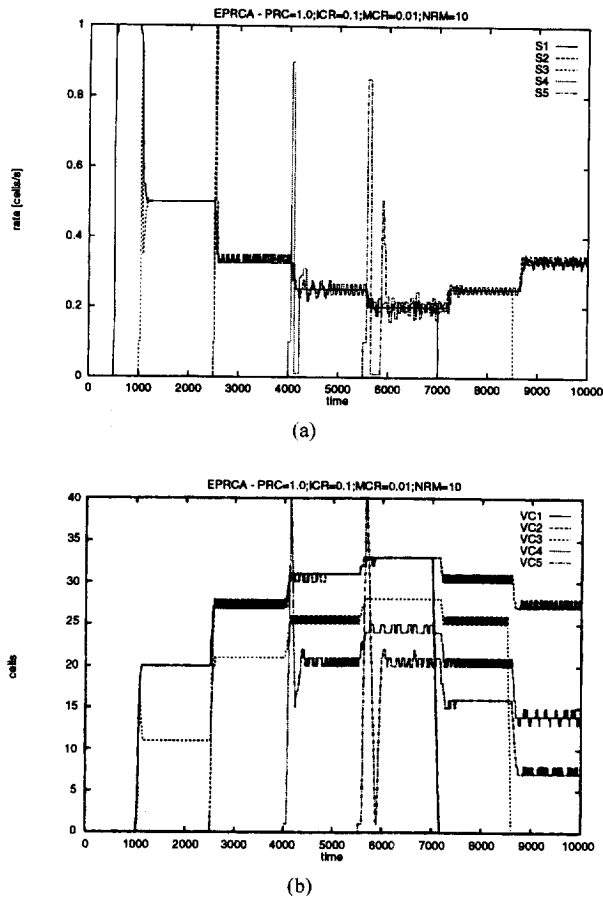 EPRCA - PRC=1.0;ICR=0.1;MCR=0.01;NRM=10
1
0.8
0.6
0.4
0.2
0
rate [cells/s]
S1
S2
S3
S4
S5
0 1000 2000 3000 4000 5000 6000 7000 8000 9000 10000
time
(a)
EPRCA - PRC=1.0;ICR=0.1;MCR=0.01;NRM=10
40
35
30
25
20
15
10
5
0
cells
VC1
VC2
VC3
VC4
VC5
0 1000 2000 3000 4000 5000 6000 7000 8000 9000 10000
time
(b)